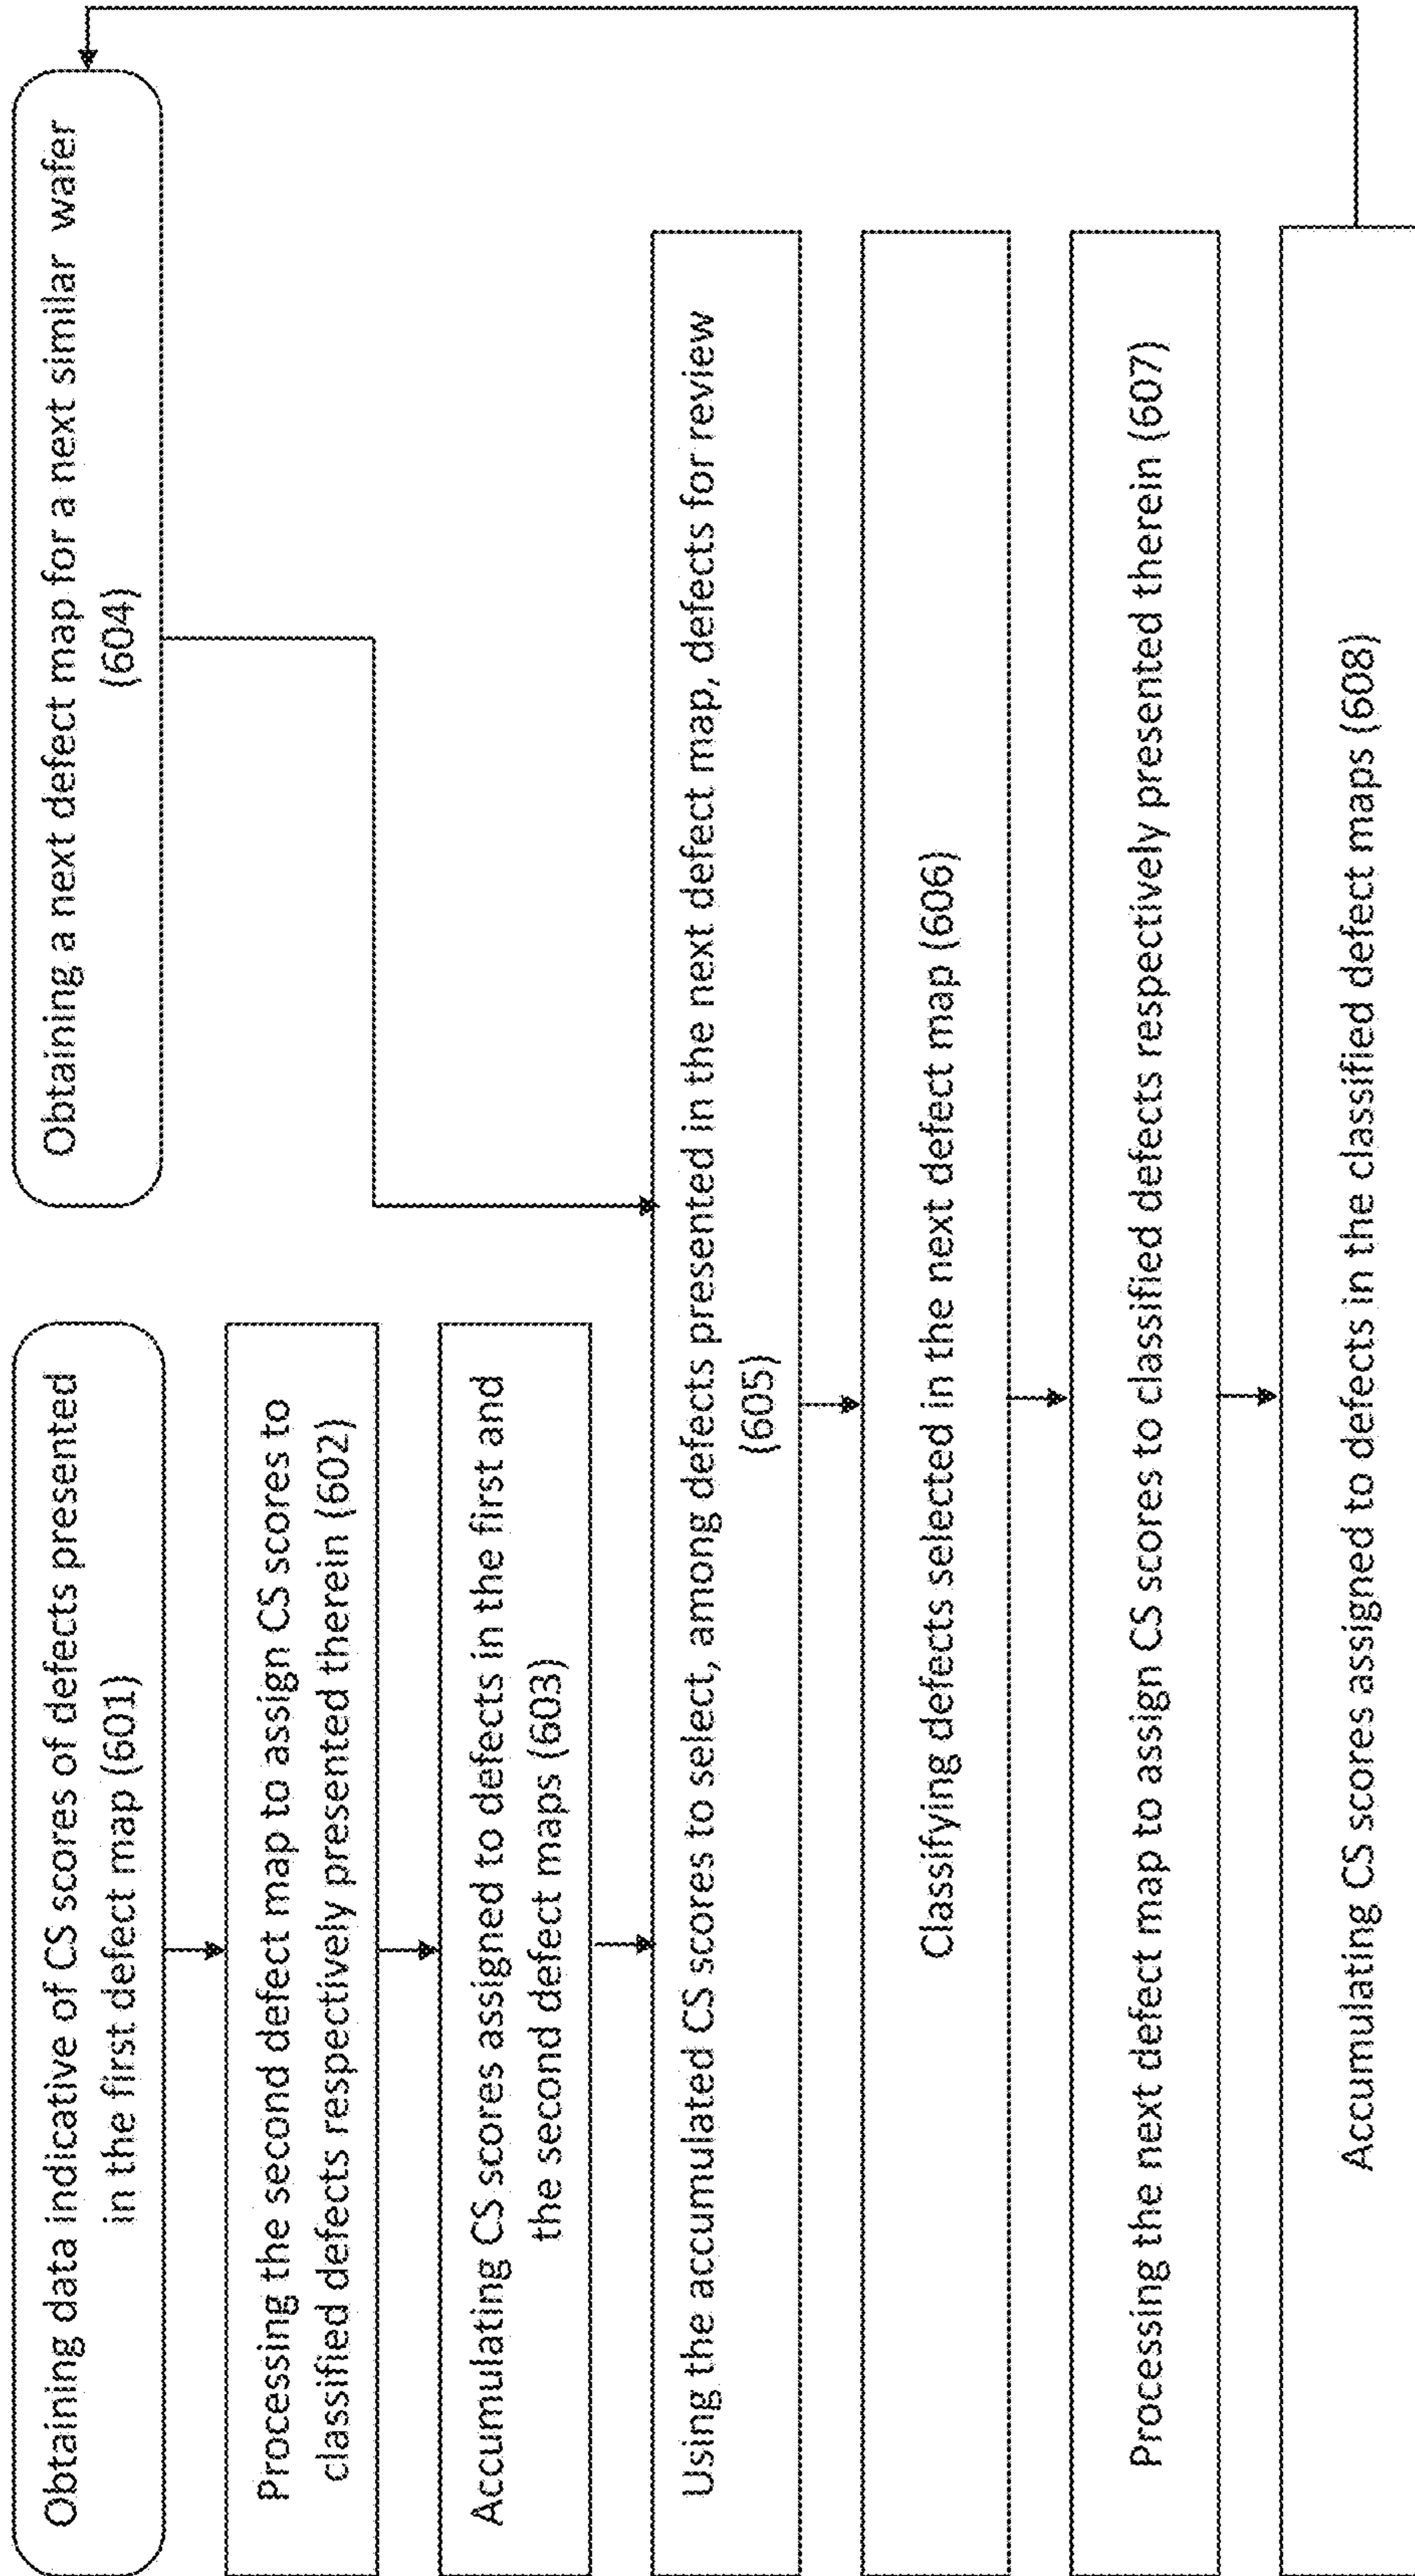 Obtaining data indicative of CS scores of defects presented
in the first defect map (601)
Processing the second defect map to assign CS scores to
classified defects respectively presented therein (602)
Accumulating CS scores assigned to defects in the first and
the second defect maps (603)
Obtaining a next defect map for a next similar wafer
(604)
Using the accumulated CS scores to select, among defects presented in the next defect map, defects for review
(605)
Classifying defects selected in the next defect map (606)
Processing the next defect map to assign CS scores to classified defects respectively presented therein (607)
Accumulating CS scores assigned to defects in the classified defect maps (608)